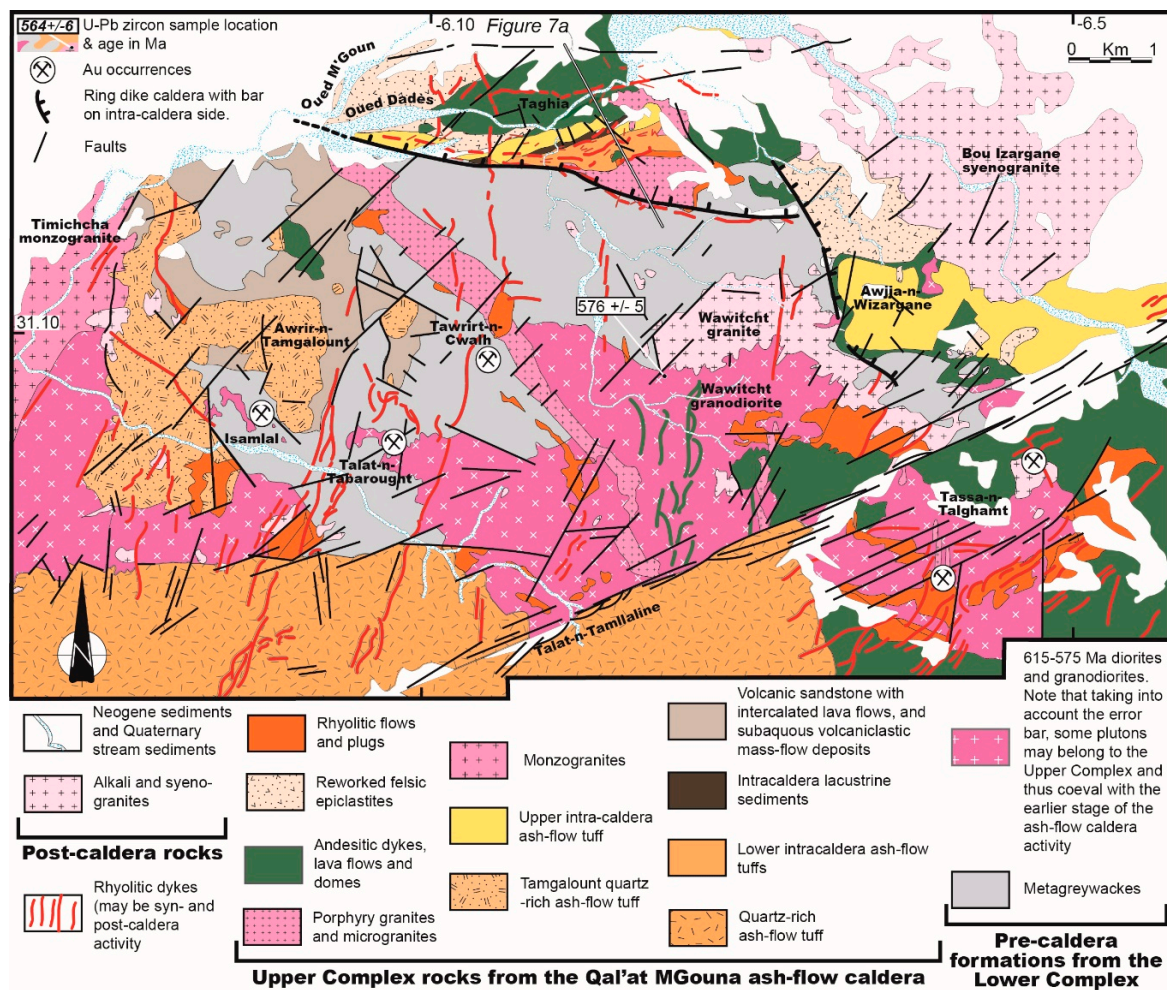 564+/-6
U-Pb zircon sample location
& age in Ma
Au occurrences
Ring dike caldera with bar
on intra-caldera side.
Faults
-6.10
Figure 7a
-6.5
0 Km 1
Oued M'Goun
Oued Dadès
Taghia
Bou Izargane
syenogranite
Timichcha
monzogranite
31.10
Awrir-n-
Tamgalount
Tawrirt-n-
Cwalh
576 +/- 5
Wawitcht
granite
Awjja-n-
Wizargane
Wawitcht
granodiorite
Isamlal
Talat-n-
Tabarought
Tassa-n-
Talghamt
Talat-n-Tamllaline
N
Neogene sediments
and Quaternary
stream sediments
Alkali and syeno-
granites
Post-caldera rocks
Rhyolitic dykes
(may be syn- and
post-caldera
activity
Rhyolitic flows
and plugs
Reworked felsic
epiclastites
Andesitic dykes,
lava flows and
domes
Porphyry granites
and microgranites
Monzogranites
Upper intra-caldera
ash-flow tuff
Tamgalount quartz
-rich ash-flow tuff
Volcanic sandstone with
intercalated lava flows, and
subaquous volcaniclastic
mass-flow deposits
Intracaldera lacustrine
sediments
Lower intracaldera ash-flow
tuffs
Quartz-rich
ash-flow tuff
Upper Complex rocks from the Qal'at MGouna ash-flow caldera
615-575 Ma diorites
and granodiorites.
Note that taking into
account the error
bar, some plutons
may belong to the
Upper Complex and
thus coeval with the
earlier stage of the
ash-flow caldera
activity
Metagreywackes
Pre-caldera
formations from the
Lower Complex